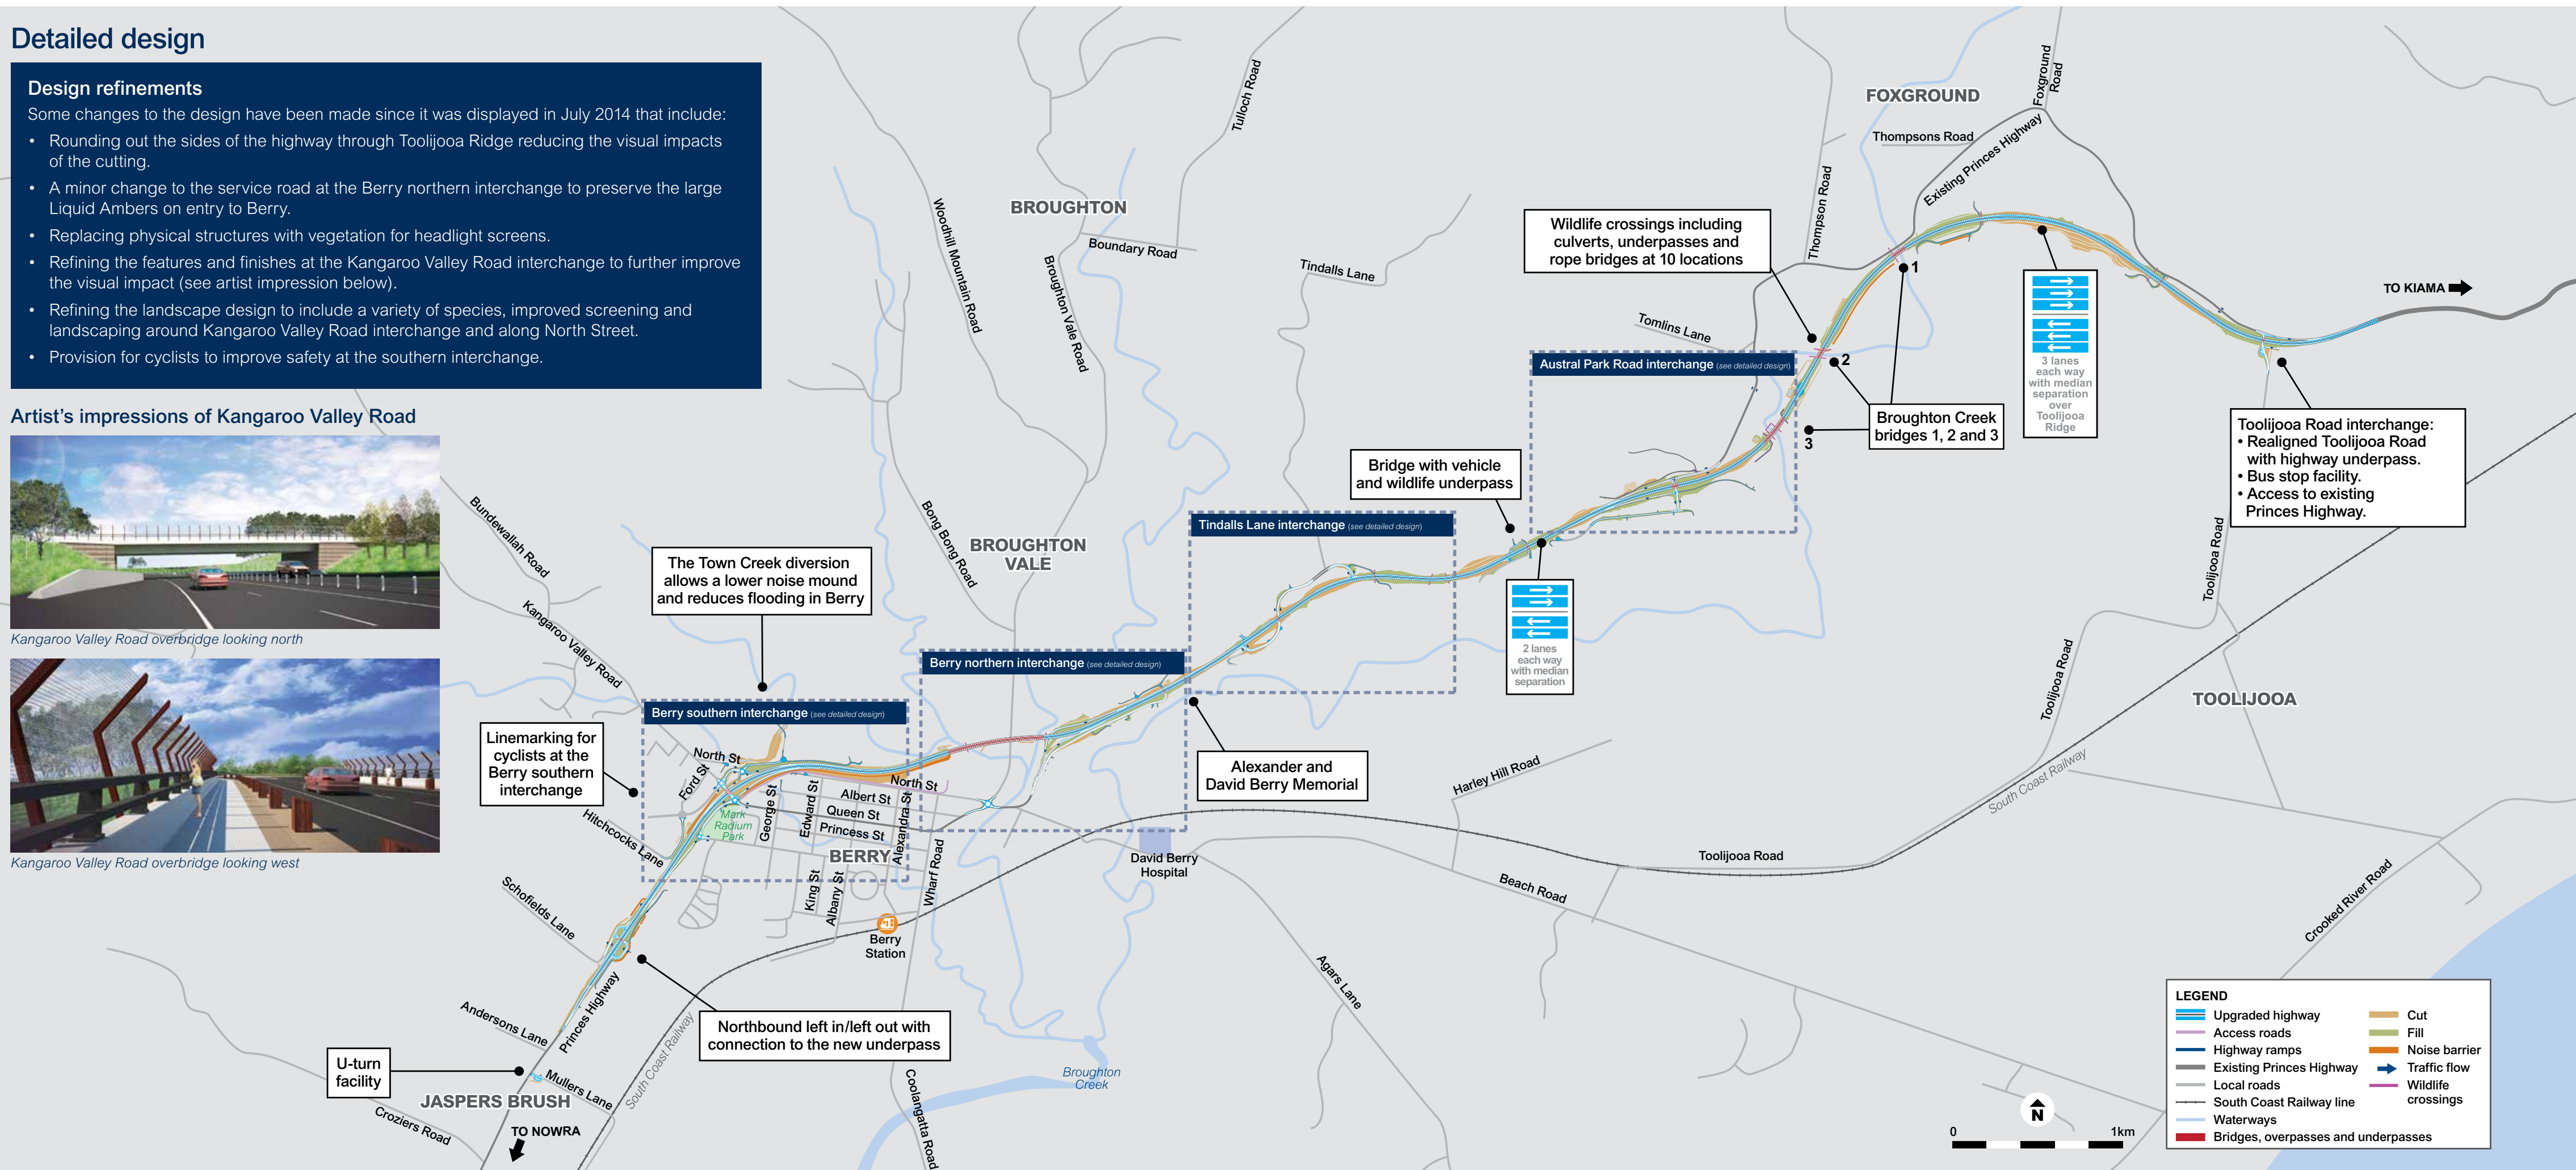 Detailed design
Design refinements
Some changes to the design have been made since it was displayed in July 2014 that include:
• Rounding out the sides of the highway through Toolijooa Ridge reducing the visual impacts
of the cutting.
• A minor change to the service road at the Berry northern interchange to preserve the large
Liquid Ambers on entry to Berry.
• Replacing physical structures with vegetation for headlight screens.
• Refining the features and finishes at the Kangaroo Valley Road interchange to further improve
the visual impact (see artist impression below).
• Refining the landscape design to include a variety of species, improved screening and
landscaping around Kangaroo Valley Road interchange and along North Street.
• Provision for cyclists to improve safety at the southern interchange.
Artist's impressions of Kangaroo Valley Road
Kangaroo Valley Road overbridge looking north
Kangaroo Valley Road overbridge looking west
Bundewallah Road
Kangaroo Valley Road
The Town Creek diversion
allows a lower noise mound
and reduces flooding in Berry
Linemarking for
cyclists at the
Berry southern
interchange
Berry southern interchange (see detailed design)
North St
Ford St
Mark
Radium
Park
George St
Edward St
North St
Albert St
Queen St
Princess St
Alexandra St
BERRY
King St
Albany St
Wharf Road
Berry
Station
Hitchcocks Lane
Schofields Lane
Andersons Lane
Princes Highway
Northbound left in/left out with
connection to the new underpass
U-turn
facility
Mullers Lane
JASPERS BRUSH
Croziers Road
TO NOWRA
South Coast Railway
Coolangatta Road
Broughton
Creek
Woodhill Mountain Road
BROUGHTON
Tulloch Road
Boundary Road
Broughton Vale Road
Bong Bong Road
BROUGHTON
VALE
Berry northern interchange (see detailed design)
Tindalls Lane
Tindalls Lane interchange (see detailed design)
Alexander and
David Berry Memorial
David Berry
Hospital
Agars Lane
Harley Hill Road
Beach Road
Toolijooa Road
Bridge with vehicle
and wildlife underpass
2 lanes
each way
with median
separation
Wildlife crossings including
culverts, underpasses and
rope bridges at 10 locations
Tomlins Lane
Thompson Road
Austral Park Road interchange (see detailed design)
FOXGROUND
Foxground
Road
Thompsons Road
Existing Princes Highway
1
2
3
Broughton Creek
bridges 1, 2 and 3
3 lanes
each way
with median
separation
over
Toolijooa
Ridge
TO KIAMA
Toolijooa Road interchange:
• Realigned Toolijooa Road
with highway underpass.
• Bus stop facility.
• Access to existing
Princes Highway.
Toolijooa Road
Toolijooa Road
TOOLIJOOA
South Coast Railway
Crooked River Road
N
0 1km
LEGEND
Upgraded highway
Access roads
Highway ramps
Existing Princes Highway
Local roads
South Coast Railway line
Waterways
Bridges, overpasses and underpasses
Cut
Fill
Noise barrier
Traffic flow
Wildlife
crossings